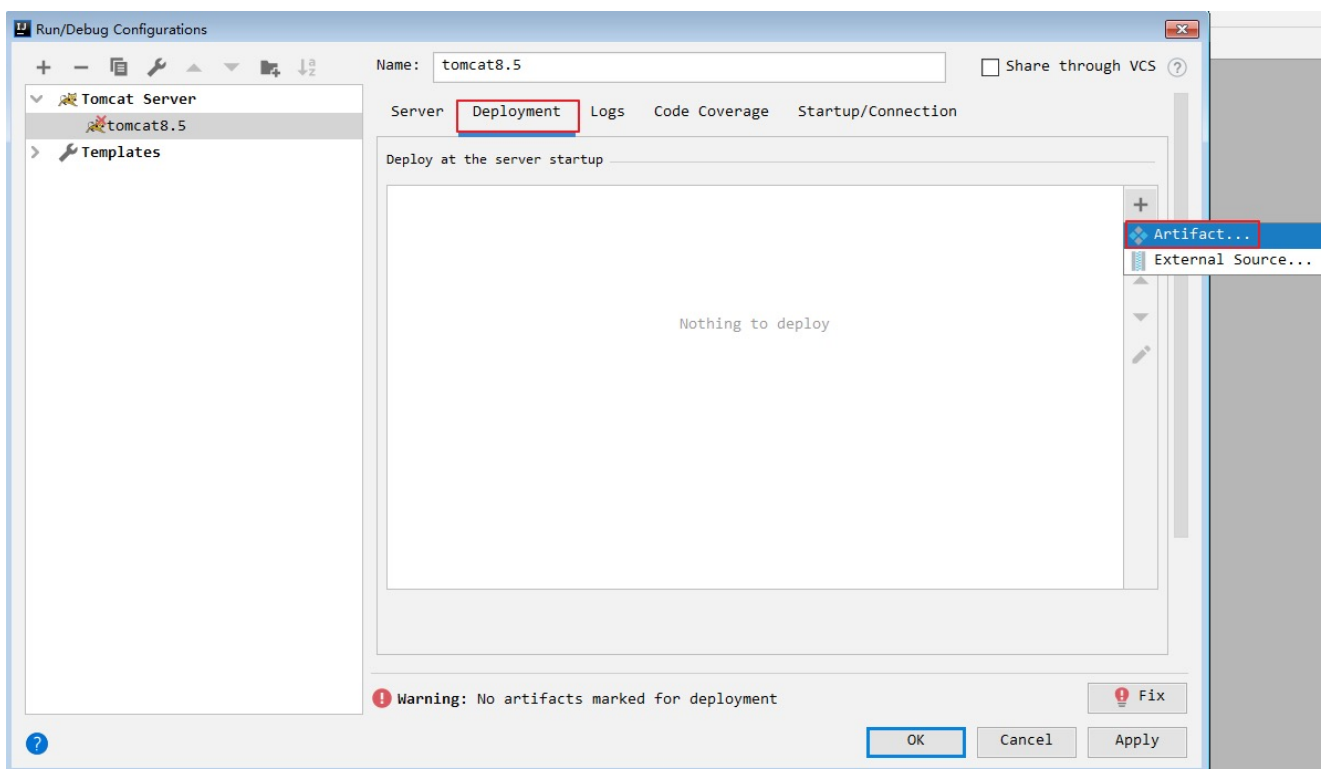 Run/Debug Configurations
Name: tomcat8.5 Share through VCS ?
Tomcat Server
tomcat8.5
Templates
Server Deployment Logs Code Coverage Startup/Connection
Deploy at the server startup
Artifact...
External Source...
Nothing to deploy
Warning: No artifacts marked for deployment
Fix
? OK Cancel Apply